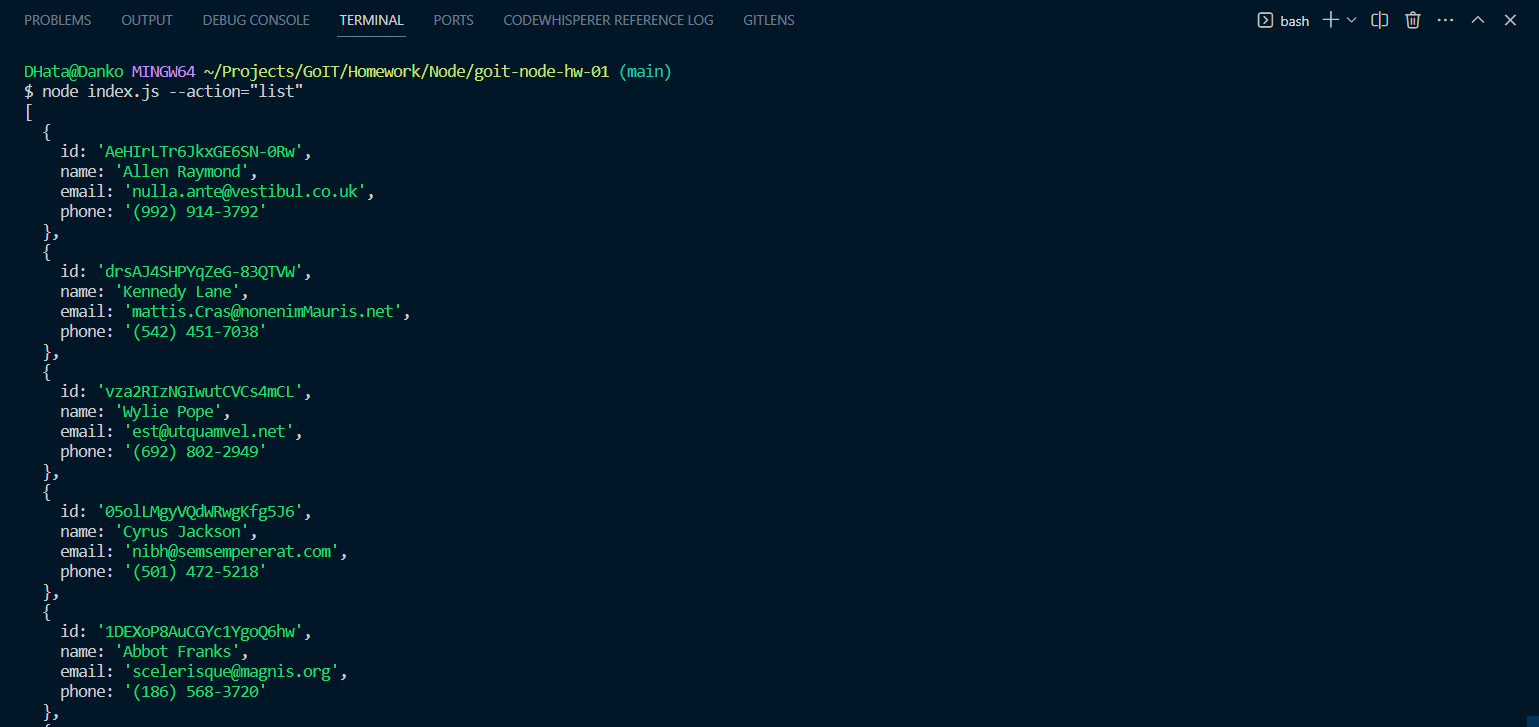 PROBLEMS OUTPUT DEBUG CONSOLE TERMINAL PORTS CODEWHISPERER REFERENCE LOG GITLENS bash
DHata@Danko MINGW64 ~/Projects/GoIT/Homework/Node/goit-node-hw-01 (main)
$ node index.js --action="list"
[
  {
    id: 'AeHIrLTr6JkxGE6SN-0Rw',
    name: 'Allen Raymond',
    email: 'nulla.ante@vestibul.co.uk',
    phone: '(992) 914-3792'
  },
  {
    id: 'drsAJ4SHPYqZeG-83QTVW',
    name: 'Kennedy Lane',
    email: 'mattis.Cras@nonenimMauris.net',
    phone: '(542) 451-7038'
  },
  {
    id: 'vza2RIzNGIwutCVCs4mCL',
    name: 'Wylie Pope',
    email: 'est@utquamvel.net',
    phone: '(692) 802-2949'
  },
  {
    id: '05olLMgyVQdWRwgKfg5J6',
    name: 'Cyrus Jackson',
    email: 'nibh@semsempererat.com',
    phone: '(501) 472-5218'
  },
  {
    id: '1DEXoP8AuCGYc1YgoQ6hw',
    name: 'Abbot Franks',
    email: 'scelerisque@magnis.org',
    phone: '(186) 568-3720'
  },